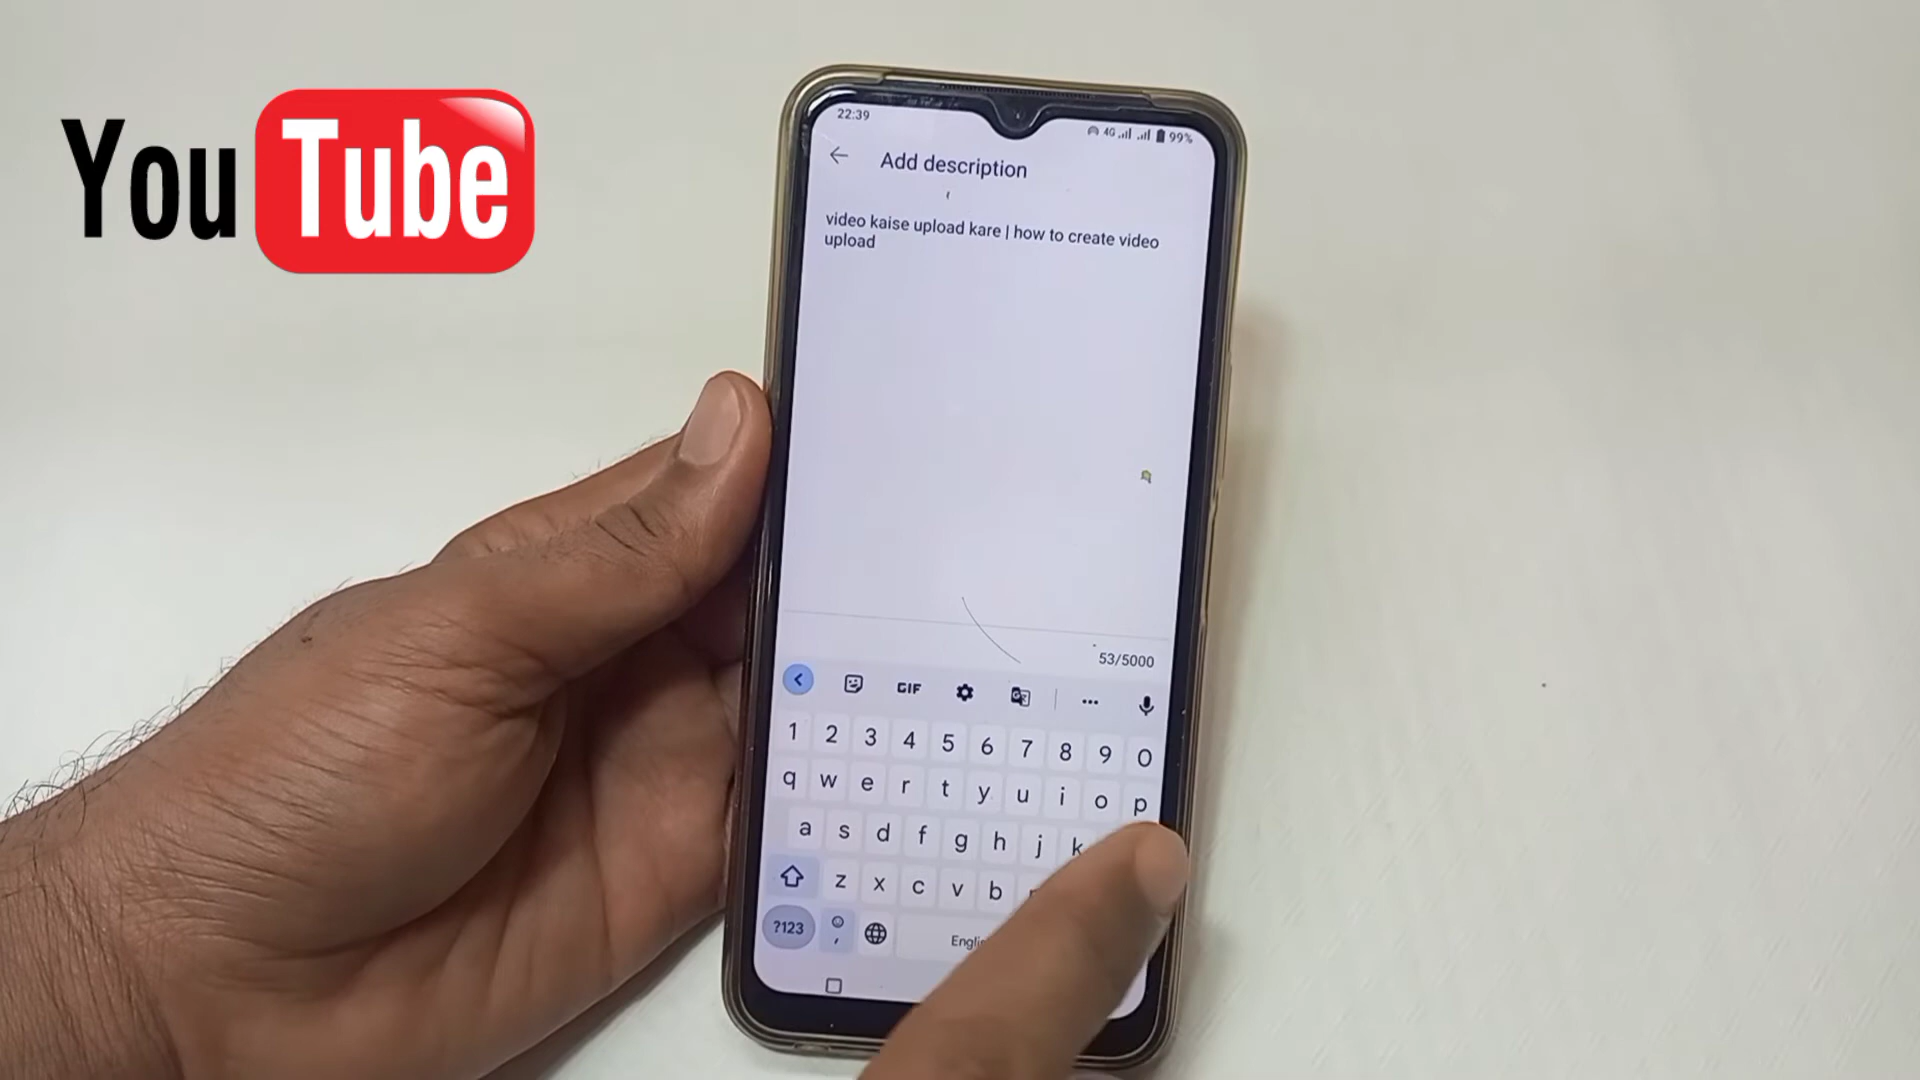 YouTube
22:39
4G 99%
Add description
video kaise upload kare | how to create video
upload
53/5000
GIF
1 2 3 4 5 6 7 8 9 0
q w e r t y u i o p
a s d f g h j k
z x c v b
?123 ,